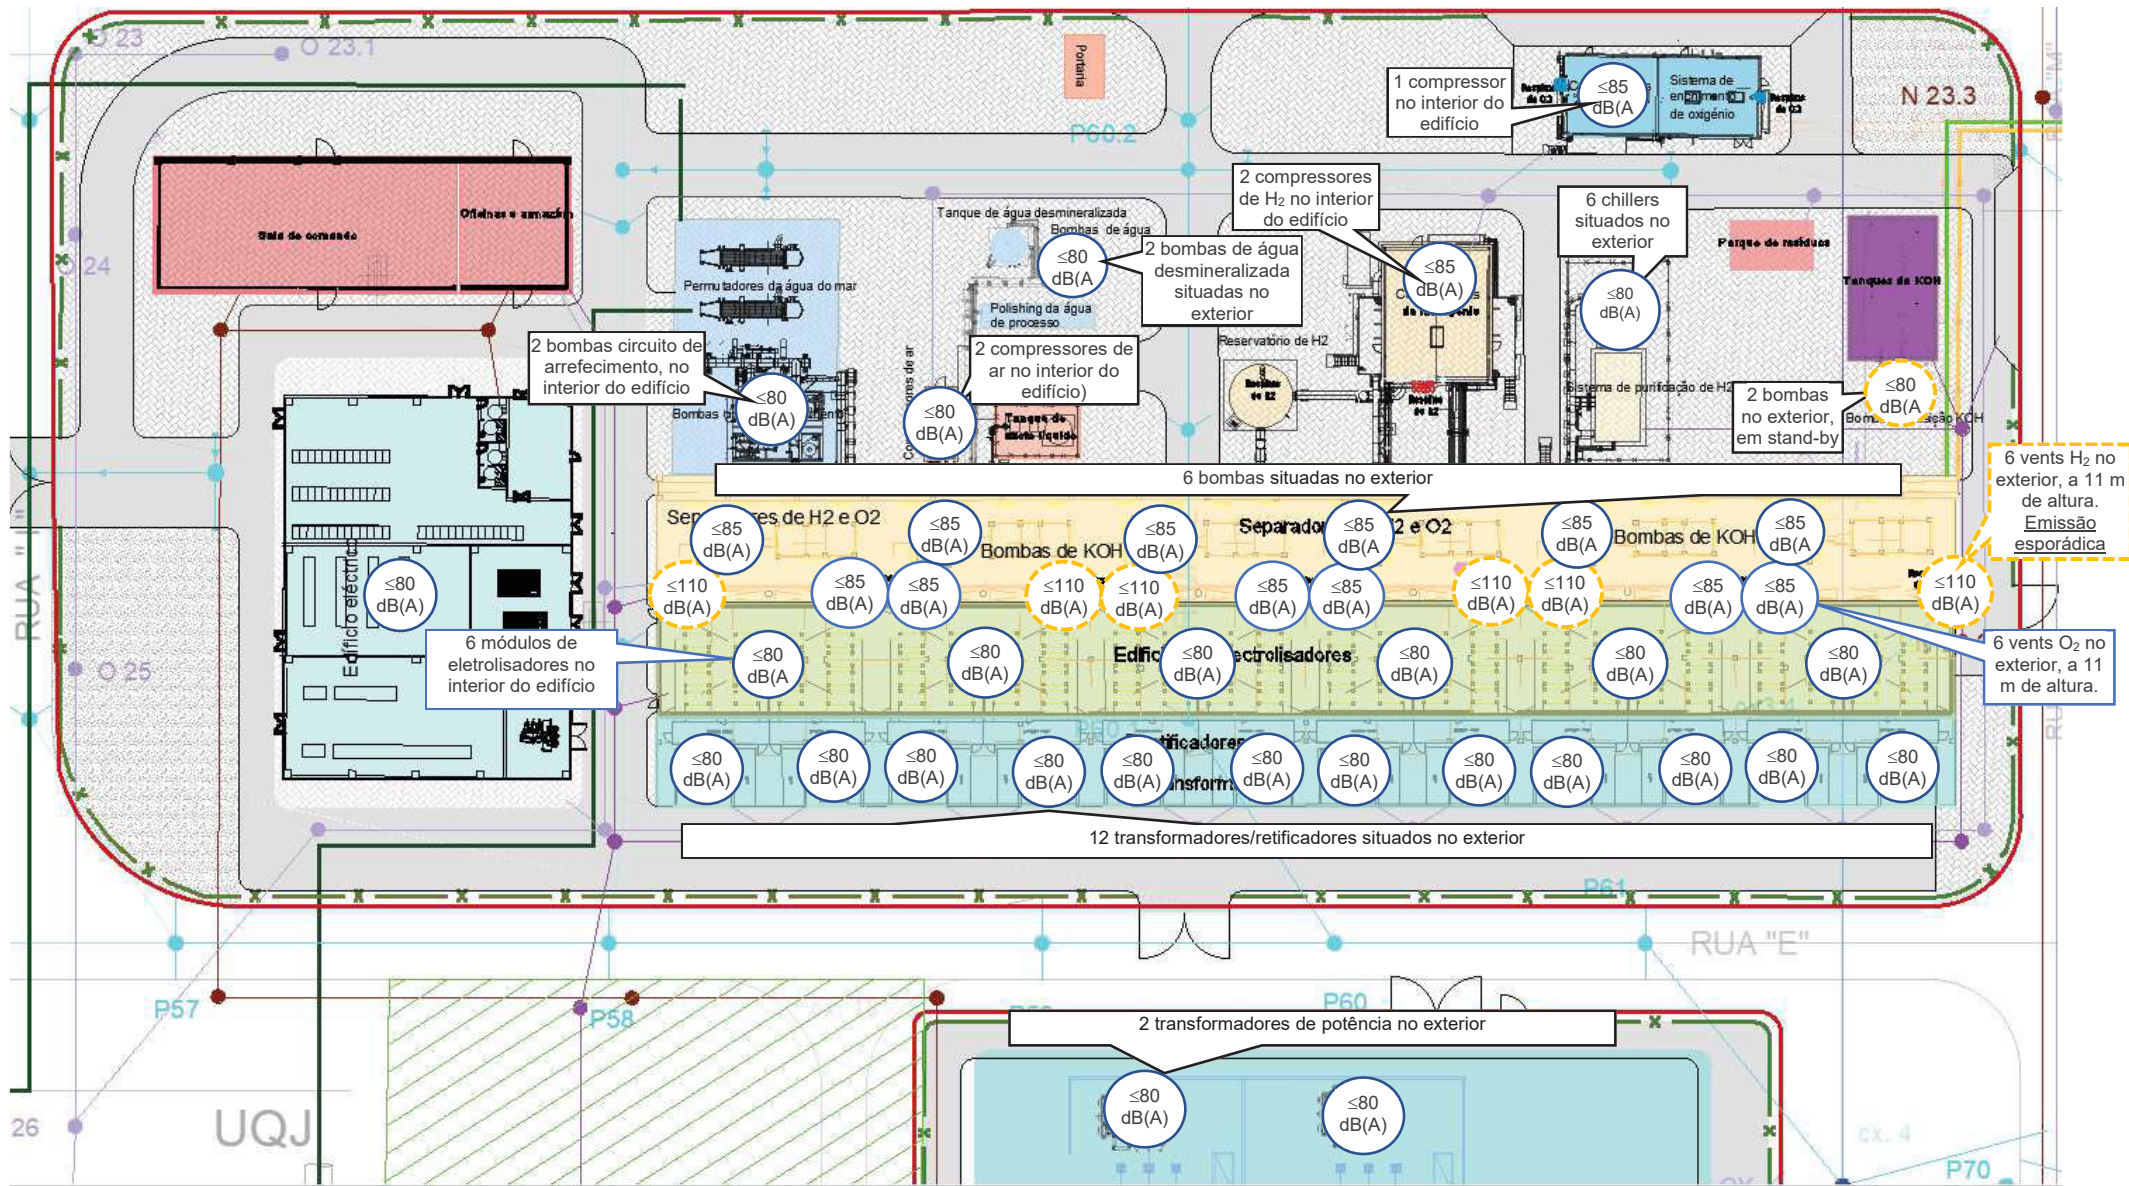 O 23
O 23.1
Portaria
P60.2
1 compressor
no interior do
edifício
≤85
dB(A
Sistema de
enchimento
de oxigénio
N 23.3
RUA "M"
Oficinas e armazém
Sala de comando
O 24
Tanque de água desmineralizada
Bombas de água
≤80
dB(A
2 bombas de água
desmineralizada
situadas no
exterior
2 compressores
de H2 no interior
do edifício
≤85
dB(A)
6 chillers
situados no
exterior
≤80
dB(A)
Parque de resíduos
Tanques de KOH
Permutadores da água do mar
Polishing da água
de processo
2 bombas circuito de
arrefecimento, no
interior do edifício
≤80
dB(A)
Bombas
2 compressores de
ar no interior do
edifício)
≤80
dB(A)
Tanque de
Reservatório de H2
Sistema de purificação de H2
2 bombas
no exterior,
em stand-by
≤80
dB(A
6 vents H2 no
exterior, a 11 m
de altura.
Emissão
esporádica
6 bombas situadas no exterior
≤85
dB(A)
≤85
dB(A)
≤85
dB(A)
≤85
dB(A
≤85
dB(A
≤85
dB(A)
Bombas de KOH
Bombas de KOH
≤110
dB(A)
≤85
dB(A)
≤85
dB(A)
≤110
dB(A)
≤110
dB(A)
≤85
dB(A)
≤85
dB(A)
≤110
dB(A)
≤110
dB(A)
≤85
dB(A)
≤85
dB(A)
≤110
dB(A)
Edifício eléctrico
≤80
dB(A)
RUA "I"
O 25
6 módulos de
eletrolisadores no
interior do edifício
≤80
dB(A
≤80
dB(A)
≤80
dB(A)
≤80
dB(A)
≤80
dB(A)
≤80
dB(A)
6 vents O2 no
exterior, a 11
m de altura.
≤80
dB(A)
≤80
dB(A)
≤80
dB(A)
≤80
dB(A)
≤80
dB(A)
≤80
dB(A)
≤80
dB(A)
≤80
dB(A)
≤80
dB(A)
≤80
dB(A)
≤80
dB(A)
≤80
dB(A)
12 transformadores/retificadores situados no exterior
P61
RUA "E"
P57
P58
P60
2 transformadores de potência no exterior
≤80
dB(A)
≤80
dB(A)
26
UQJ
cx. 4
P70